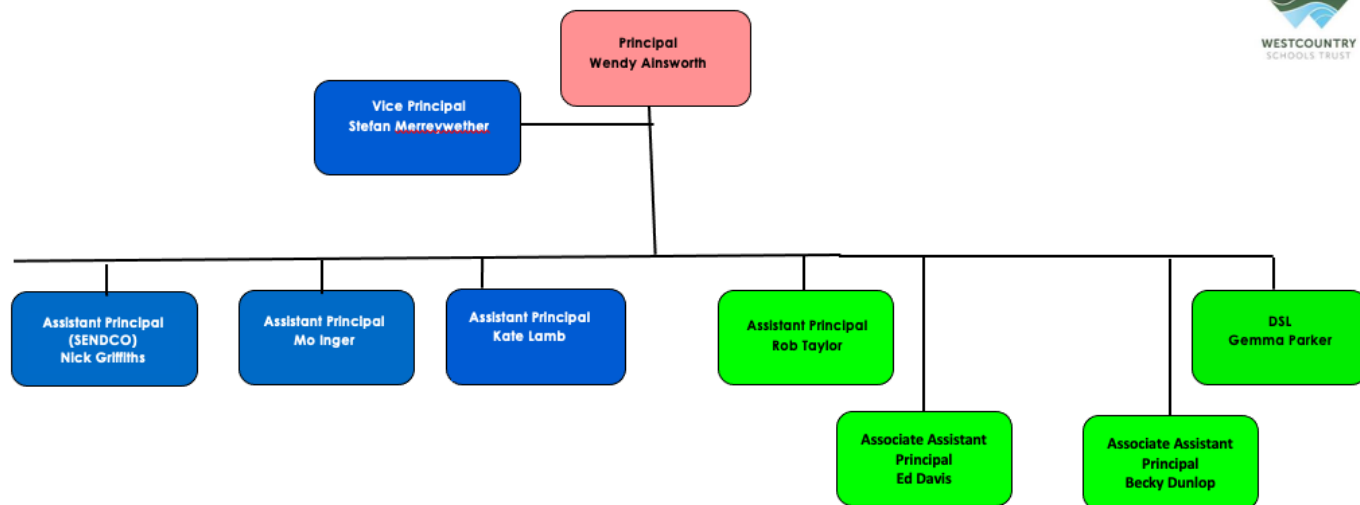 Principal
Wendy Ainsworth
WESTCOUNTRY
SCHOOLS TRUST
Vice Principal
Stefan Merreywether
Assistant Principal
(SENDCO)
Nick Griffiths
Assistant Principal
Mo Inger
Assistant Principal
Kate Lamb
Assistant Principal
Rob Taylor
DSL
Gemma Parker
Associate Assistant
Principal
Ed Davis
Associate Assistant
Principal
Becky Dunlop